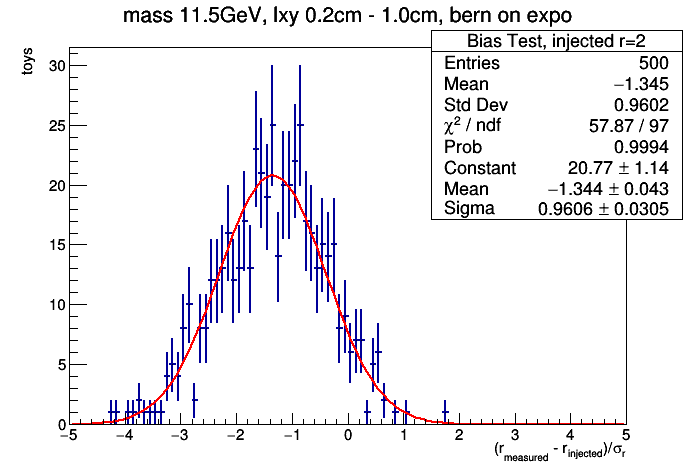 mass 11.5GeV, lxy 0.2cm - 1.0cm, bern on expo
Bias Test, injected r=2
Entries 500
Mean −1.345
Std Dev 0.9602
χ² / ndf 57.87 / 97
Prob 0.9994
Constant 20.77 ± 1.14
Mean −1.344 ± 0.043
Sigma 0.9606 ± 0.0305
toys
30
25
20
15
10
5
0
−5 −4 −3 −2 −1 0 1 2 3 4 5
(r_measured - r_injected)/σ_r